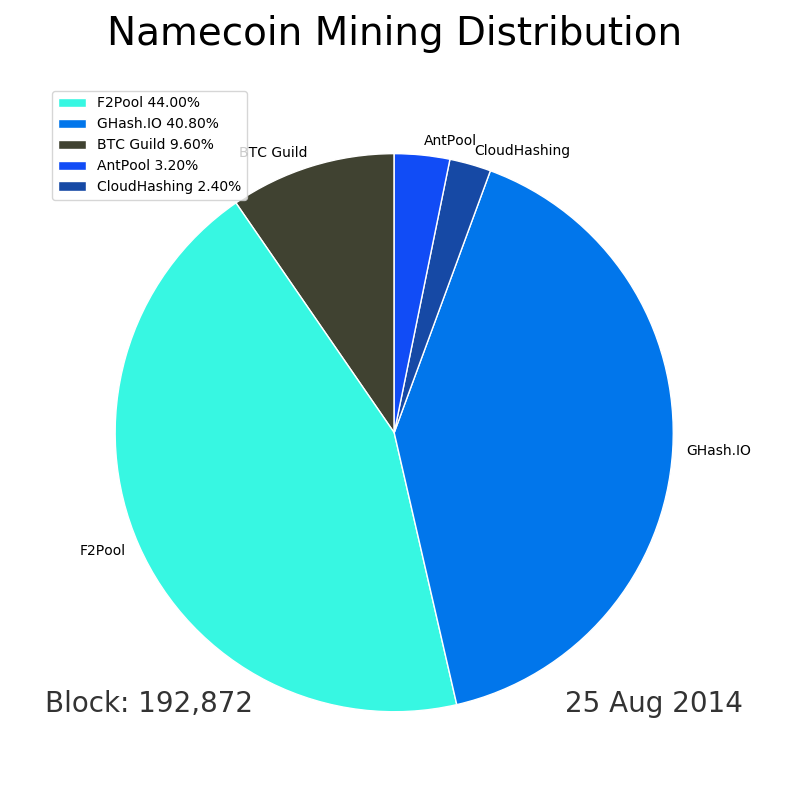 Namecoin Mining Distribution
F2Pool 44.00%
GHash.IO 40.80%
BTC Guild 9.60%
AntPool 3.20%
CloudHashing 2.40%
BTC Guild
AntPool
CloudHashing
GHash.IO
F2Pool
Block: 192,872
25 Aug 2014